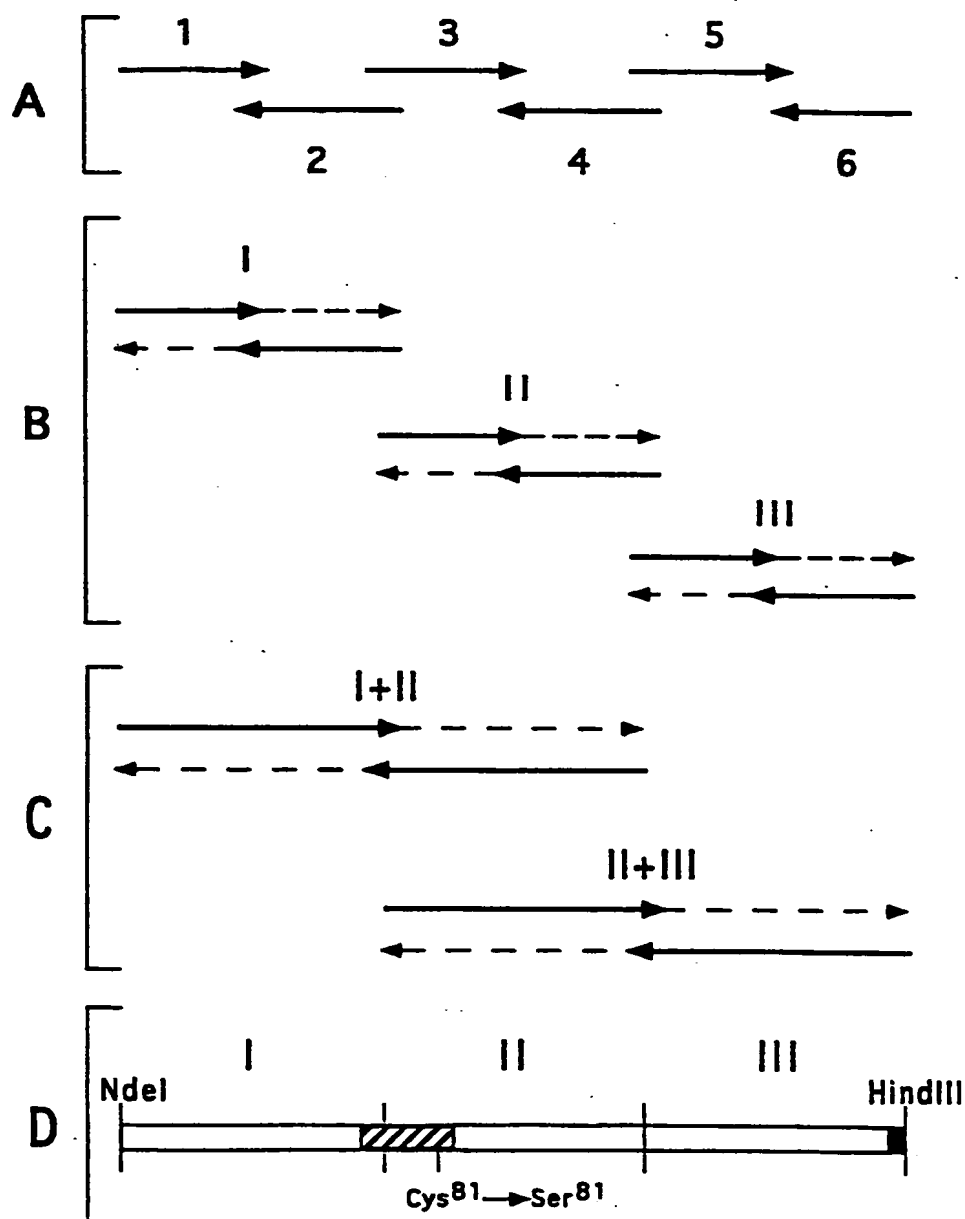 1 3 5
A
2 4 6
I
II
B
III
I+II
C
II+III
I II III
NdeI HindIII
D
Cys81→Ser81